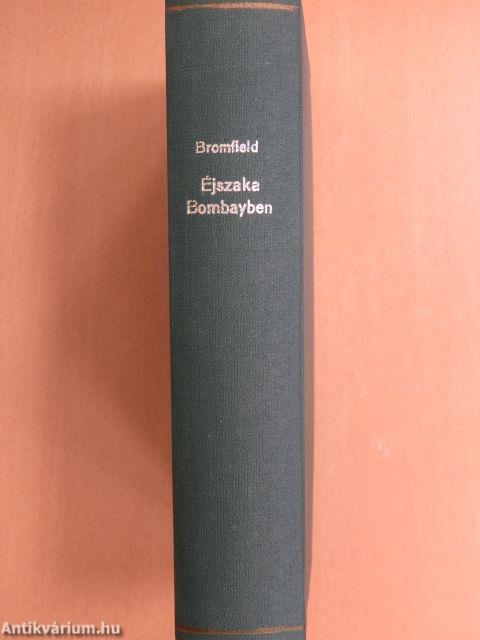 Bromfield
Éjszaka
Bombayben
Antikvárium.hu